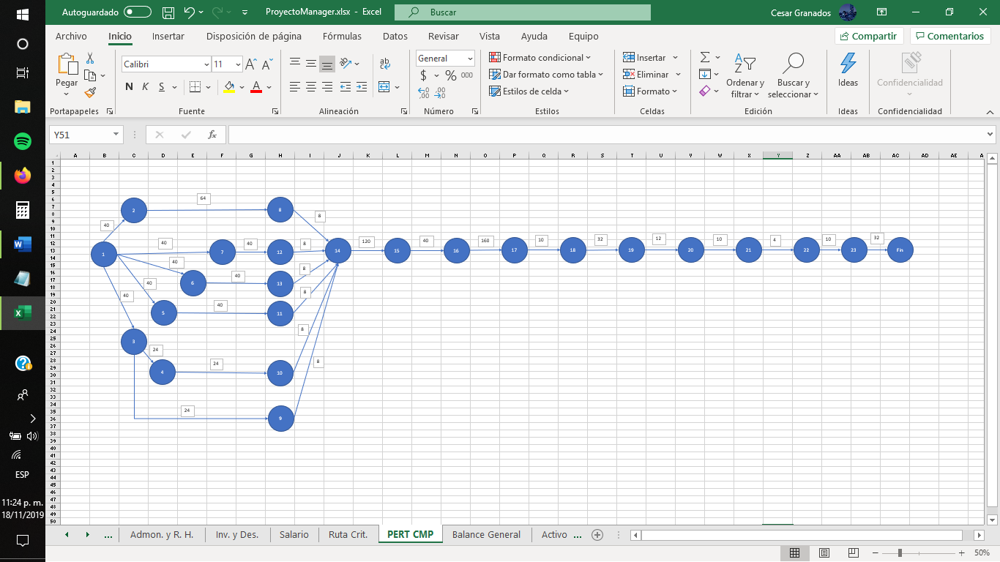 Autoguardado
ProyectoManager.xlsx - Excel
Buscar
Cesar Granados
Archivo Inicio Insertar Disposición de página Fórmulas Datos Revisar Vista Ayuda Equipo
Compartir Comentarios
Pegar
Calibri 11
N K S
ab
General
$ % 000
Formato condicional
Dar formato como tabla
Estilos de celda
Insertar
Eliminar
Formato
Ordenar y filtrar
Buscar y seleccionar
Ideas
Confidencialidad
Portapapeles Fuente Alineación Número Estilos Celdas Edición Ideas Confidencialidad
Y51
fx
A B C D E F G H I J K L M N O P Q R S T U V W X Y Z AA AB AC AD AE A
1
2
3
4
5
6
7
8
9
10
11
12
13
14
15
16
17
18
19
20
21
22
23
24
25
26
27
28
29
30
31
32
33
34
35
36
37
38
39
40
41
42
43
44
45
46
47
48
49
50
64
2 8
40 8
40 40 8 120 40 160 10 32 12 10 4 10 32
1 7 12 14 15 16 17 18 19 20 21 22 23 Fin
40 40 8
6 13
40 40 8
5 11
40 8
3
24 24 8
4 10
24
9
ESP
11:24 p. m.
18/11/2019
... Admon. y R. H. Inv. y Des. Salario Ruta Crit. PERT CMP Balance General Activo ...
50%